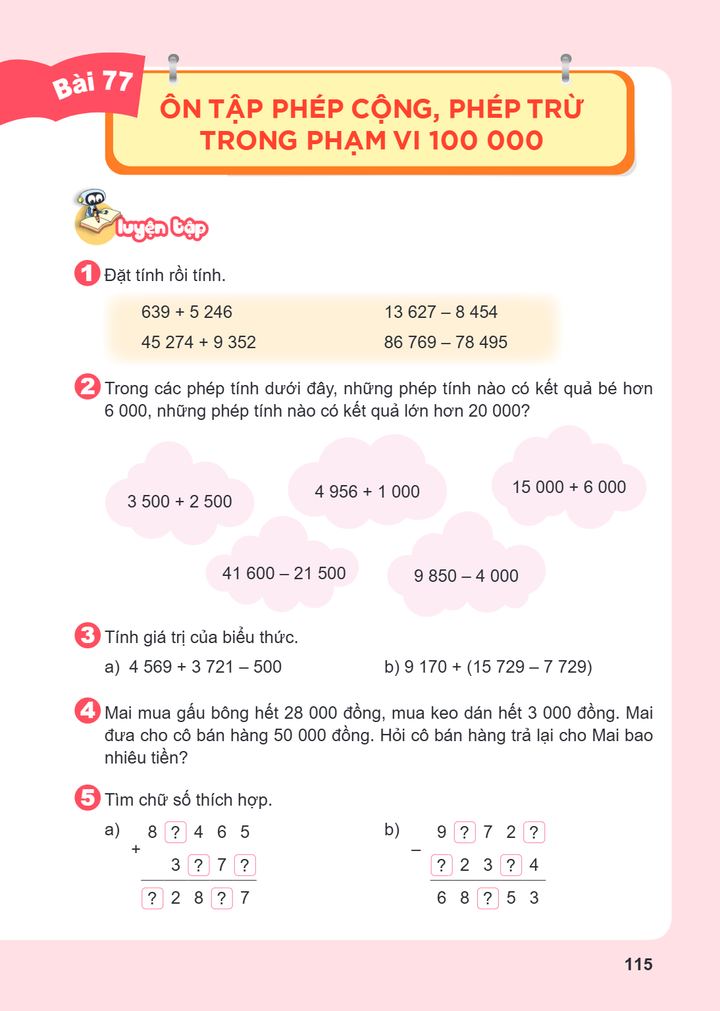 Bài 77
ÔN TẬP PHÉP CỘNG, PHÉP TRỪ
TRONG PHẠM VI 100 000
luyện tập
1 Đặt tính rồi tính.
639 + 5 246 13 627 – 8 454
45 274 + 9 352 86 769 – 78 495
2 Trong các phép tính dưới đây, những phép tính nào có kết quả bé hơn
6 000, những phép tính nào có kết quả lớn hơn 20 000?
3 500 + 2 500 4 956 + 1 000 15 000 + 6 000
41 600 – 21 500 9 850 – 4 000
3 Tính giá trị của biểu thức.
a) 4 569 + 3 721 – 500 b) 9 170 + (15 729 – 7 729)
4 Mai mua gấu bông hết 28 000 đồng, mua keo dán hết 3 000 đồng. Mai
đưa cho cô bán hàng 50 000 đồng. Hỏi cô bán hàng trả lại cho Mai bao
nhiêu tiền?
5 Tìm chữ số thích hợp.
a) 8 ? 4 6 5 b) 9 ? 7 2 ?
+ –
3 ? 7 ? ? 2 3 ? 4
? 2 8 ? 7 6 8 ? 5 3
115